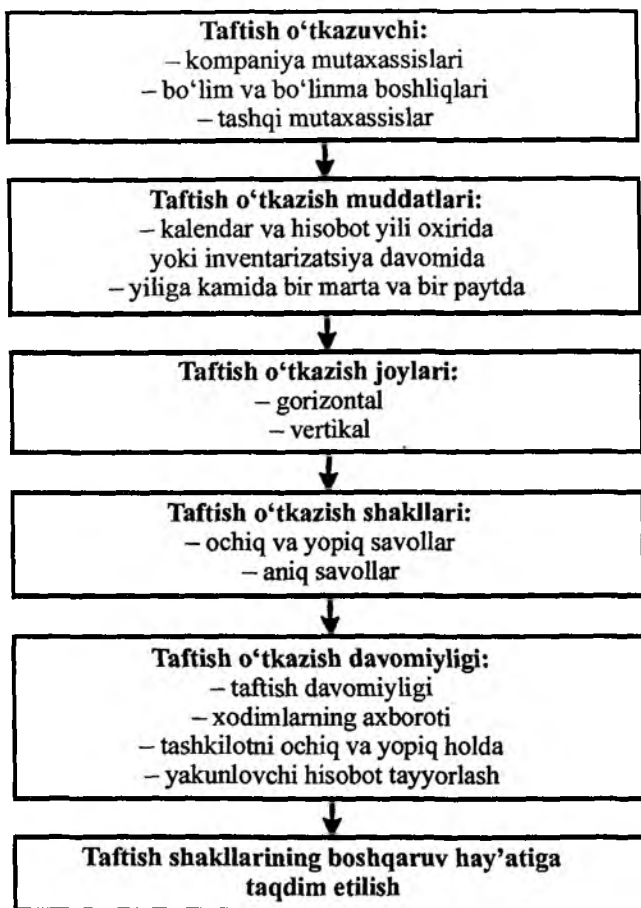 Taftish o‘tkazuvchi:
– kompaniya mutaxassislari
– bo‘lim va bo‘linma boshliqlari
– tashqi mutaxassislar
Taftish o‘tkazish muddatlari:
– kalendar va hisobot yili oxirida
yoki inventarizatsiya davomida
– yiliga kamida bir marta va bir paytda
Taftish o‘tkazish joylari:
– gorizontal
– vertikal
Taftish o‘tkazish shakllari:
– ochiq va yopiq savollar
– aniq savollar
Taftish o‘tkazish davomiyligi:
– taftish davomiyligi
– xodimlarning axboroti
– tashkilotni ochiq va yopiq holda
– yakunlovchi hisobot tayyorlash
Taftish shakllarining boshqaruv hay’atiga
taqdim etilish